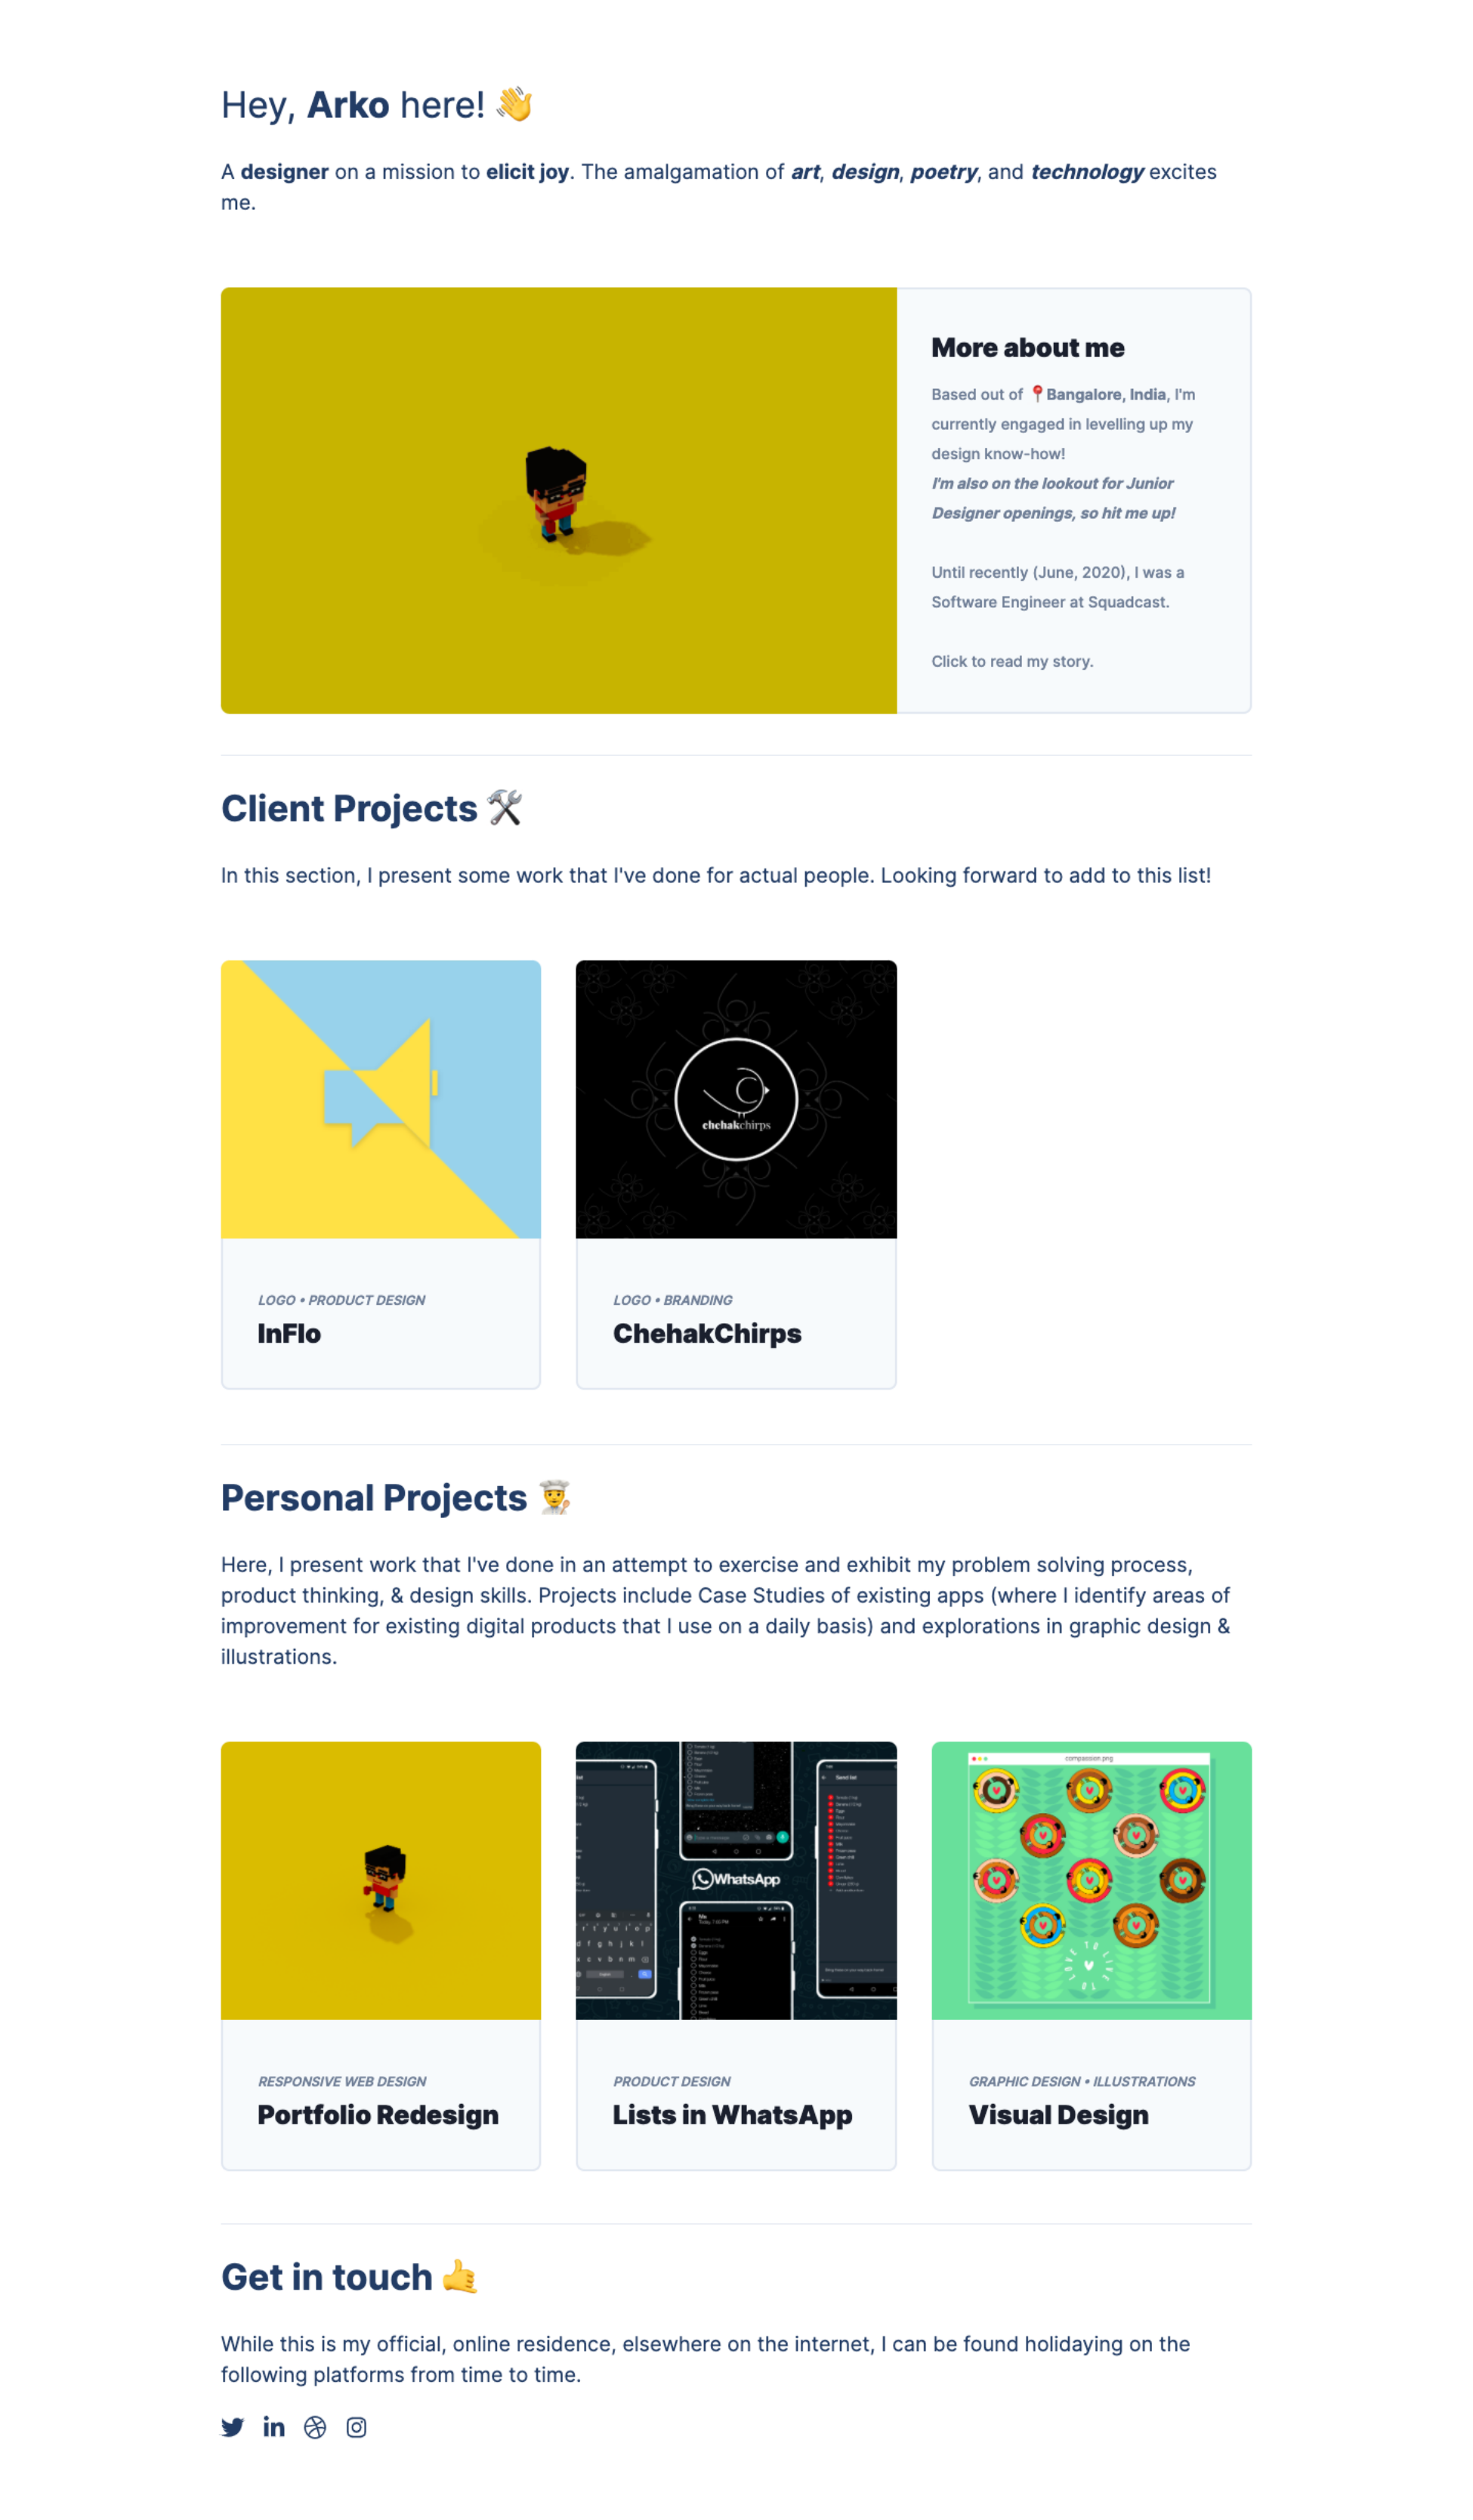 Hey, Arko here! 👋
A designer on a mission to elicit joy. The amalgamation of art, design, poetry, and technology excites
me.
More about me
Based out of 📍Bangalore, India, I'm
currently engaged in levelling up my
design know-how!
I'm also on the lookout for Junior
Designer openings, so hit me up!
Until recently (June, 2020), I was a
Software Engineer at Squadcast.
Click to read my story.
Client Projects 🛠
In this section, I present some work that I've done for actual people. Looking forward to add to this list!
chehakchirps
LOGO • PRODUCT DESIGN
InFlo
LOGO • BRANDING
ChehakChirps
Personal Projects 👨‍🍳
Here, I present work that I've done in an attempt to exercise and exhibit my problem solving process,
product thinking, & design skills. Projects include Case Studies of existing apps (where I identify areas of
improvement for existing digital products that I use on a daily basis) and explorations in graphic design &
illustrations.
compassion.png
Send list
WhatsApp
LOVE TO LOVE
RESPONSIVE WEB DESIGN
Portfolio Redesign
PRODUCT DESIGN
Lists in WhatsApp
GRAPHIC DESIGN • ILLUSTRATIONS
Visual Design
Get in touch 🤙
While this is my official, online residence, elsewhere on the internet, I can be found holidaying on the
following platforms from time to time.